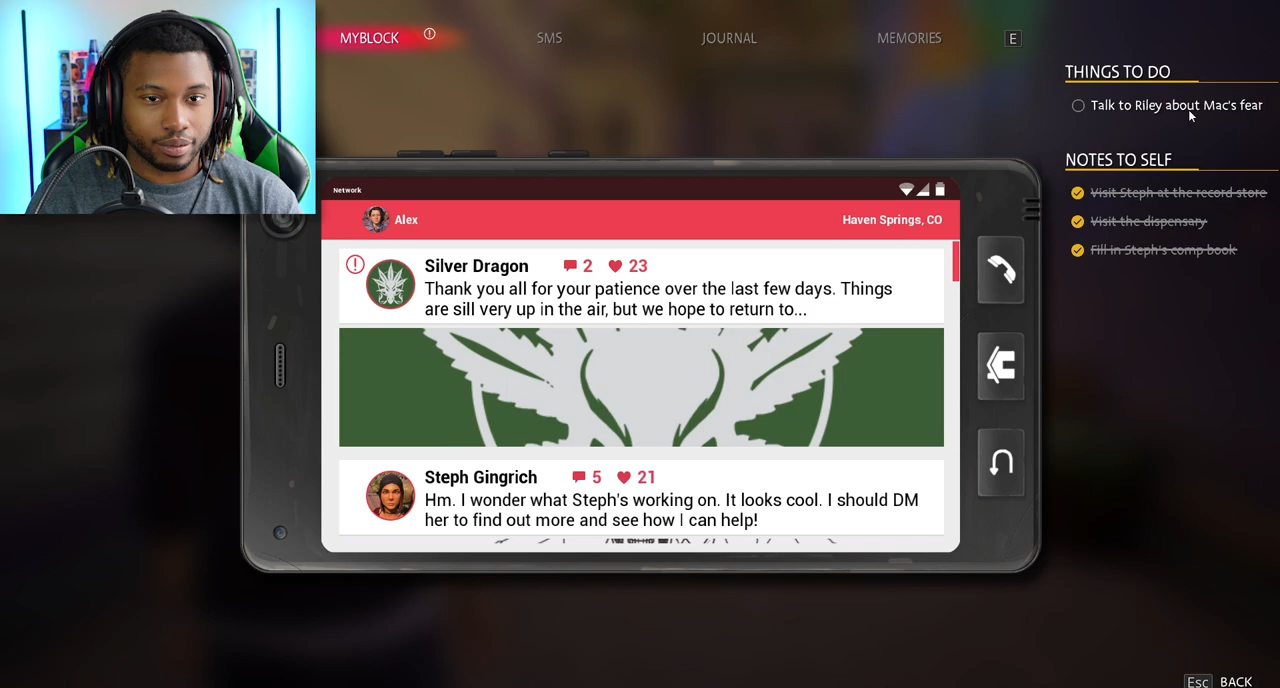 MYBLOCK
SMS
JOURNAL
MEMORIES
E
THINGS TO DO
Talk to Riley about Mac's fear
NOTES TO SELF
Visit Steph at the record store
Visit the dispensary
Fill in Steph's comp book
Network
Alex
Haven Springs, CO
Silver Dragon 2 23
Thank you all for your patience over the last few days. Things
are sill very up in the air, but we hope to return to...
Steph Gingrich 5 21
Hm. I wonder what Steph's working on. It looks cool. I should DM
her to find out more and see how I can help!
Esc BACK